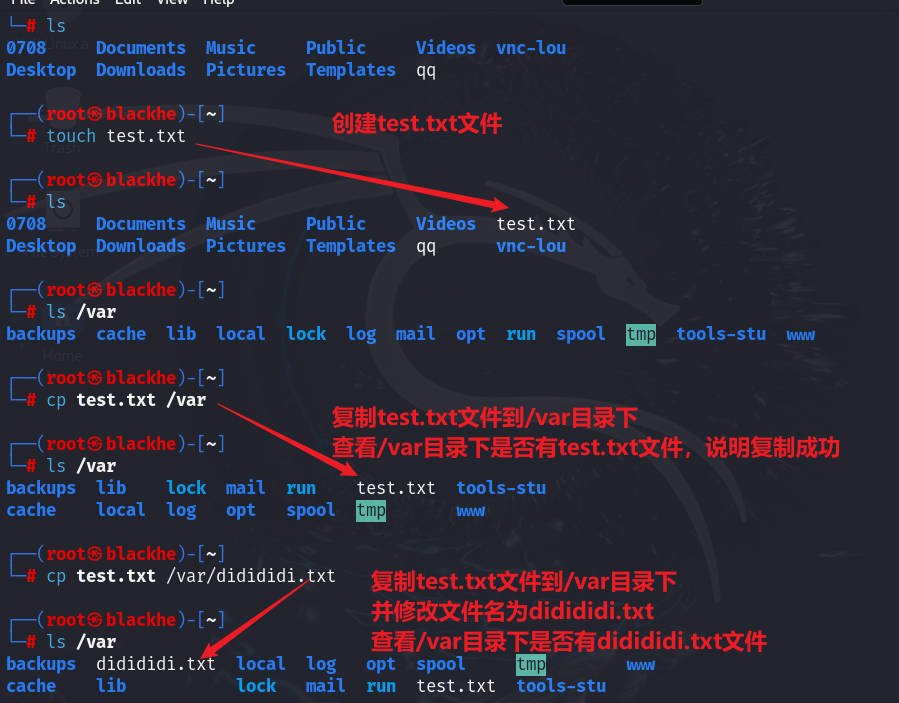 File Actions Edit View Help
└─# ls
0708 Documents Music Public Videos vnc-lou
Desktop Downloads Pictures Templates qq
┌──(root㉿blackhe)-[~]
创建test.txt文件
└─# touch test.txt
┌──(root㉿blackhe)-[~]
└─# ls
0708 Documents Music Public Videos test.txt
Desktop Downloads Pictures Templates qq vnc-lou
┌──(root㉿blackhe)-[~]
└─# ls /var
backups cache lib local lock log mail opt run spool tmp tools-stu www
Home
┌──(root㉿blackhe)-[~]
└─# cp test.txt /var
复制test.txt文件到/var目录下
查看/var目录下是否有test.txt文件，说明复制成功
┌──(root㉿blackhe)-[~]
└─# ls /var
backups lib lock mail run test.txt tools-stu
cache local log opt spool tmp www
┌──(root㉿blackhe)-[~]
└─# cp test.txt /var/didididi.txt
复制test.txt文件到/var目录下
并修改文件名为didididi.txt
┌──(root㉿blackhe)-[~]
└─# ls /var
查看/var目录下是否有didididi.txt文件
backups didididi.txt local log opt spool tmp www
cache lib lock mail run test.txt tools-stu